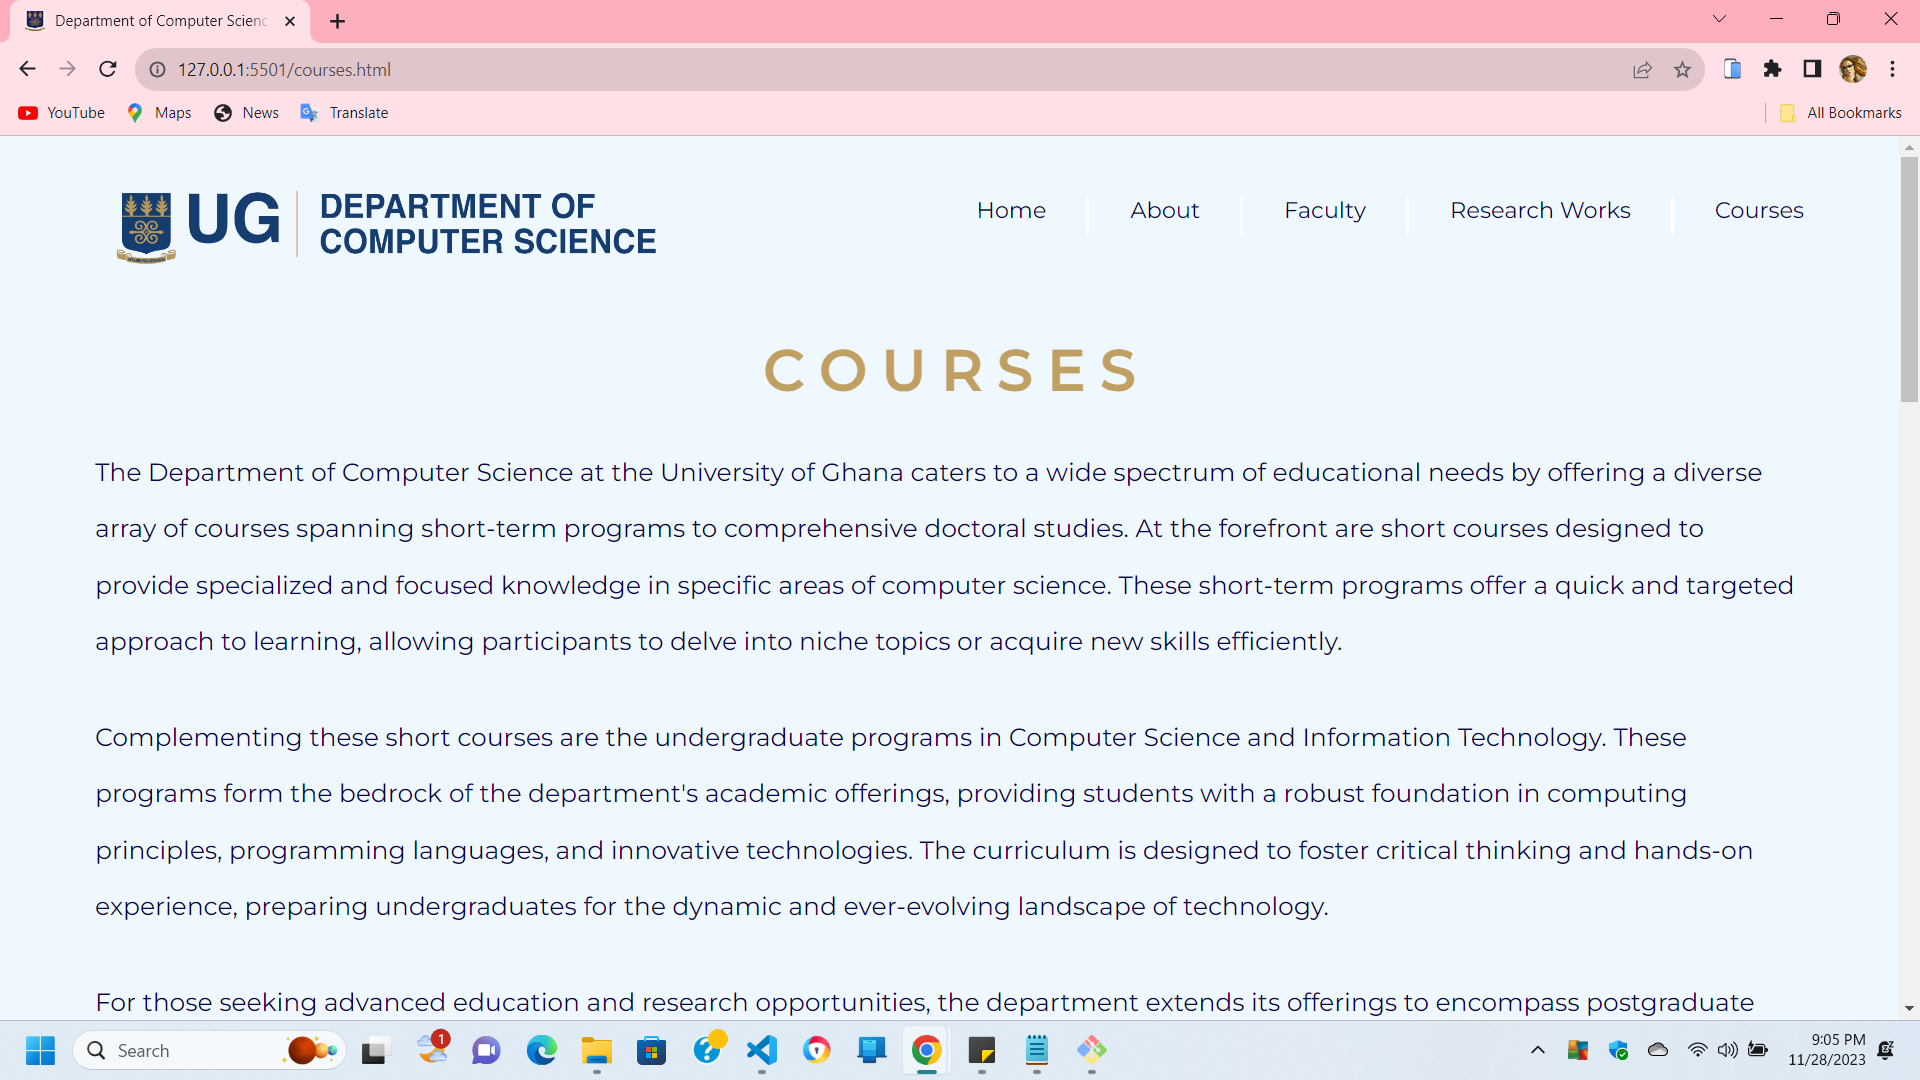 Department of Computer Scienc
127.0.0.1:5501/courses.html
YouTube
Maps
News
Translate
All Bookmarks
UG
DEPARTMENT OF
COMPUTER SCIENCE
Home
About
Faculty
Research Works
Courses
COURSES
The Department of Computer Science at the University of Ghana caters to a wide spectrum of educational needs by offering a diverse
array of courses spanning short-term programs to comprehensive doctoral studies. At the forefront are short courses designed to
provide specialized and focused knowledge in specific areas of computer science. These short-term programs offer a quick and targeted
approach to learning, allowing participants to delve into niche topics or acquire new skills efficiently.
Complementing these short courses are the undergraduate programs in Computer Science and Information Technology. These
programs form the bedrock of the department's academic offerings, providing students with a robust foundation in computing
principles, programming languages, and innovative technologies. The curriculum is designed to foster critical thinking and hands-on
experience, preparing undergraduates for the dynamic and ever-evolving landscape of technology.
For those seeking advanced education and research opportunities, the department extends its offerings to encompass postgraduate
Search
1
9:05 PM
11/28/2023